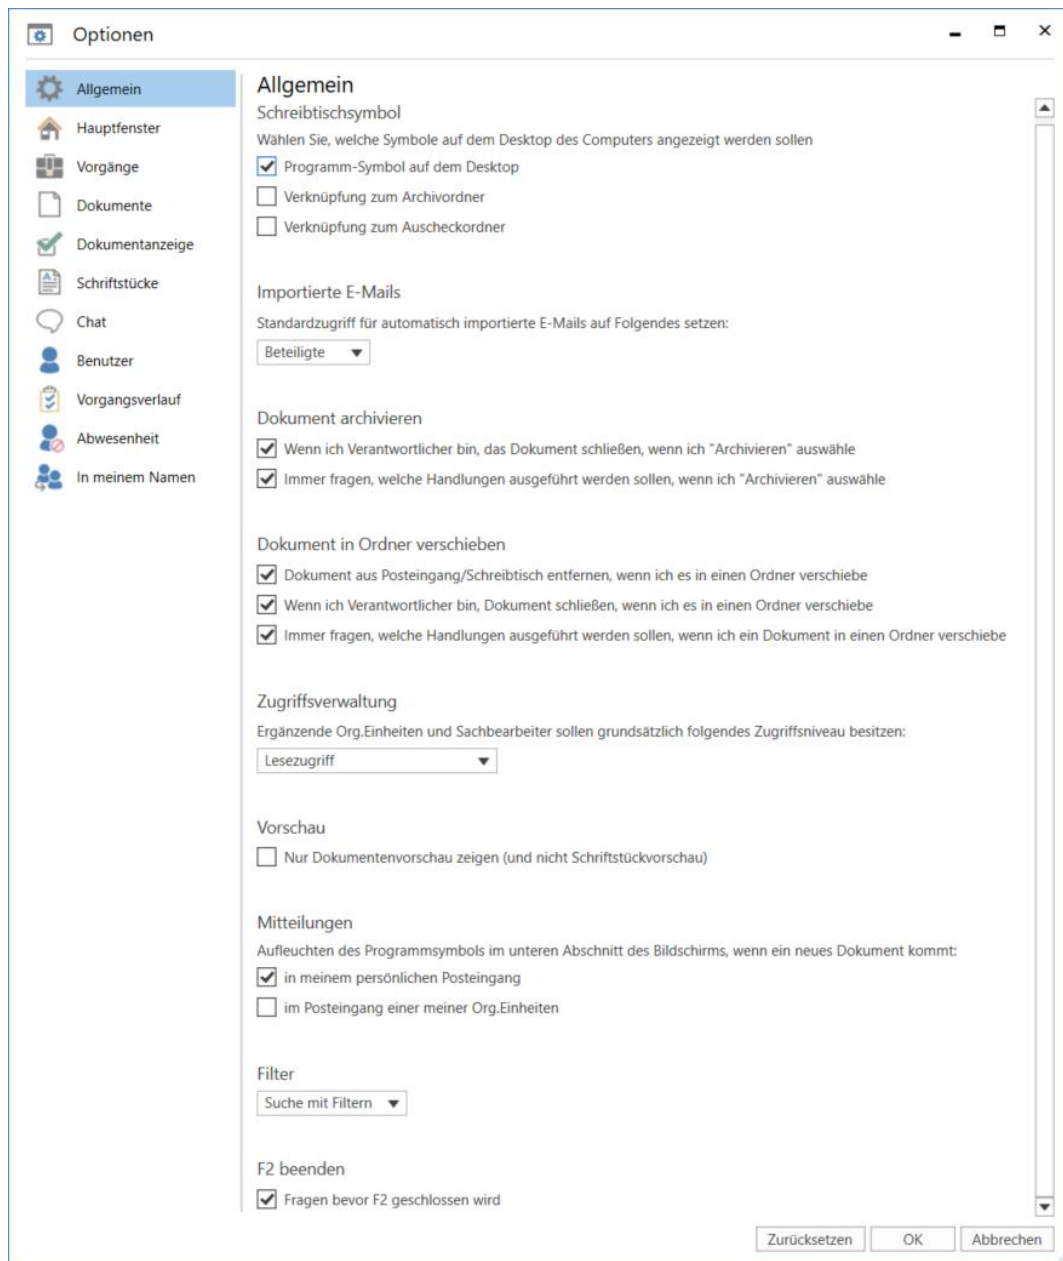 Optionen
Allgemein
Hauptfenster
Vorgänge
Dokumente
Dokumentanzeige
Schriftstücke
Chat
Benutzer
Vorgangsverlauf
Abwesenheit
In meinem Namen
Allgemein
Schreibtischsymbol
Wählen Sie, welche Symbole auf dem Desktop des Computers angezeigt werden sollen
Programm-Symbol auf dem Desktop
Verknüpfung zum Archivordner
Verknüpfung zum Auscheckordner
Importierte E-Mails
Standardzugriff für automatisch importierte E-Mails auf Folgendes setzen:
Beteiligte
Dokument archivieren
Wenn ich Verantwortlicher bin, das Dokument schließen, wenn ich "Archivieren" auswähle
Immer fragen, welche Handlungen ausgeführt werden sollen, wenn ich "Archivieren" auswähle
Dokument in Ordner verschieben
Dokument aus Posteingang/Schreibtisch entfernen, wenn ich es in einen Ordner verschiebe
Wenn ich Verantwortlicher bin, Dokument schließen, wenn ich es in einen Ordner verschiebe
Immer fragen, welche Handlungen ausgeführt werden sollen, wenn ich ein Dokument in einen Ordner verschiebe
Zugriffsverwaltung
Ergänzende Org.Einheiten und Sachbearbeiter sollen grundsätzlich folgendes Zugriffsniveau besitzen:
Lesezugriff
Vorschau
Nur Dokumentenvorschau zeigen (und nicht Schriftstückvorschau)
Mitteilungen
Aufleuchten des Programmsymbols im unteren Abschnitt des Bildschirms, wenn ein neues Dokument kommt:
in meinem persönlichen Posteingang
im Posteingang einer meiner Org.Einheiten
Filter
Suche mit Filtern
F2 beenden
Fragen bevor F2 geschlossen wird
Zurücksetzen
OK
Abbrechen